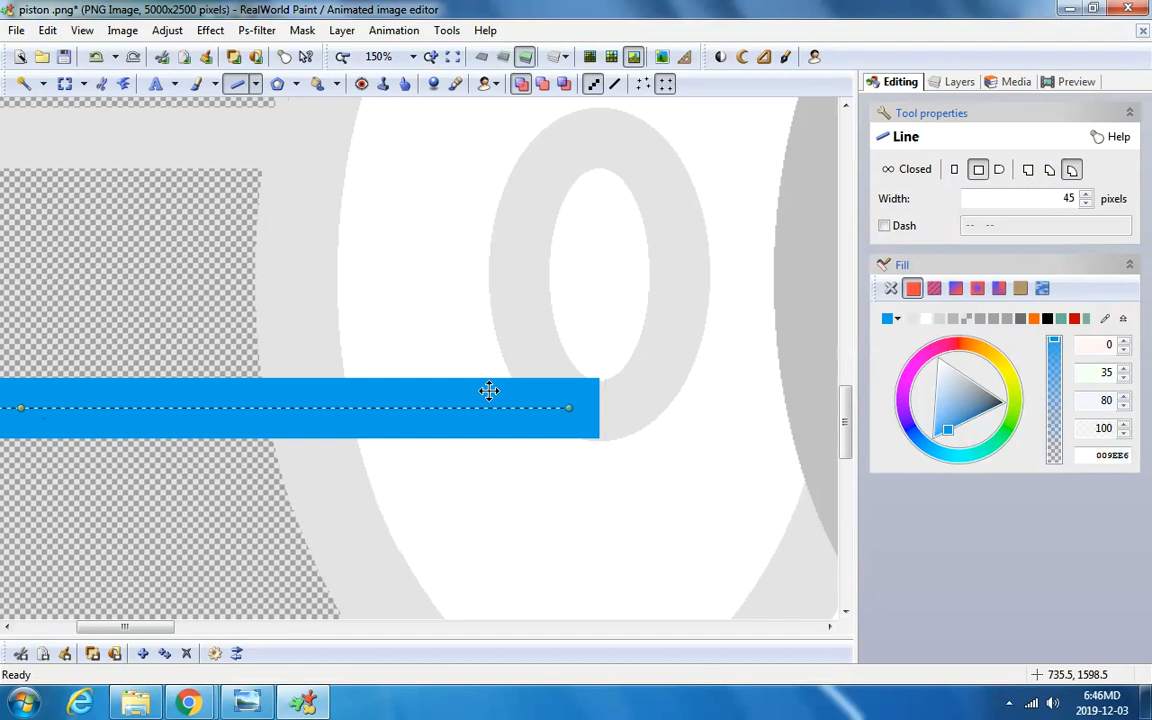 piston .png* (PNG Image, 5000x2500 pixels) - RealWorld Paint / Animated image editor
File Edit View Image Adjust Effect Ps-filter Mask Layer Animation Tools Help
150%
Editing Layers Media Preview
Tool properties
Line Help
Closed
Width: 45 pixels
Dash
Fill
0
35
80
100
009EE6
Ready 735.5, 1598.5
6:46MD
2019-12-03